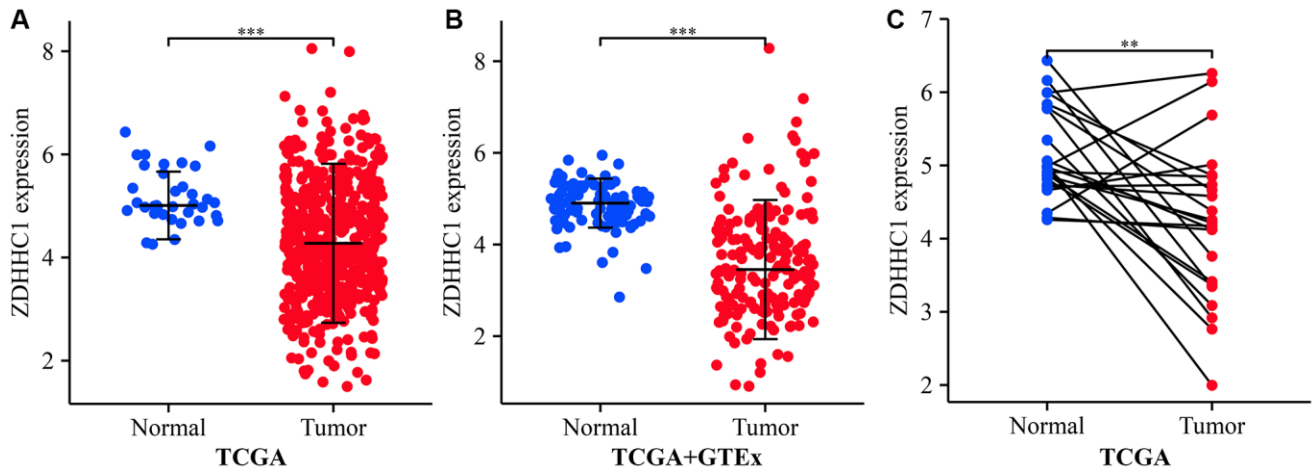 A
ZDHHC1 expression
8
6
4
2
***
Normal Tumor
TCGA
B
ZDHHC1 expression
8
6
4
2
***
Normal Tumor
TCGA+GTEx
C
ZDHHC1 expression
7
6
5
4
3
2
**
Normal Tumor
TCGA